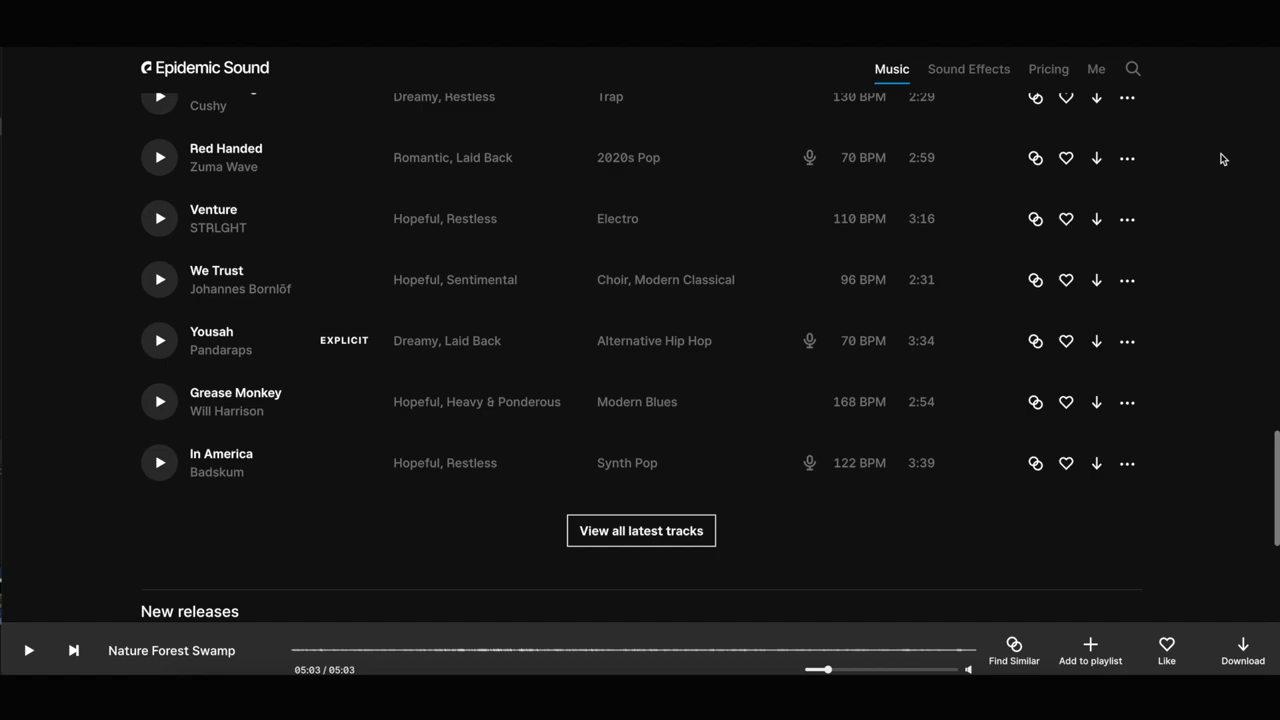 Epidemic Sound
Music Sound Effects Pricing Me
Cushy Dreamy, Restless Trap 130 BPM 2:29
Red Handed
Zuma Wave Romantic, Laid Back 2020s Pop 70 BPM 2:59
Venture
STRLGHT Hopeful, Restless Electro 110 BPM 3:16
We Trust
Johannes Bornlöf Hopeful, Sentimental Choir, Modern Classical 96 BPM 2:31
Yousah
Pandaraps EXPLICIT Dreamy, Laid Back Alternative Hip Hop 70 BPM 3:34
Grease Monkey
Will Harrison Hopeful, Heavy & Ponderous Modern Blues 168 BPM 2:54
In America
Badskum Hopeful, Restless Synth Pop 122 BPM 3:39
View all latest tracks
New releases
Nature Forest Swamp
05:03 / 05:03
Find Similar Add to playlist Like Download